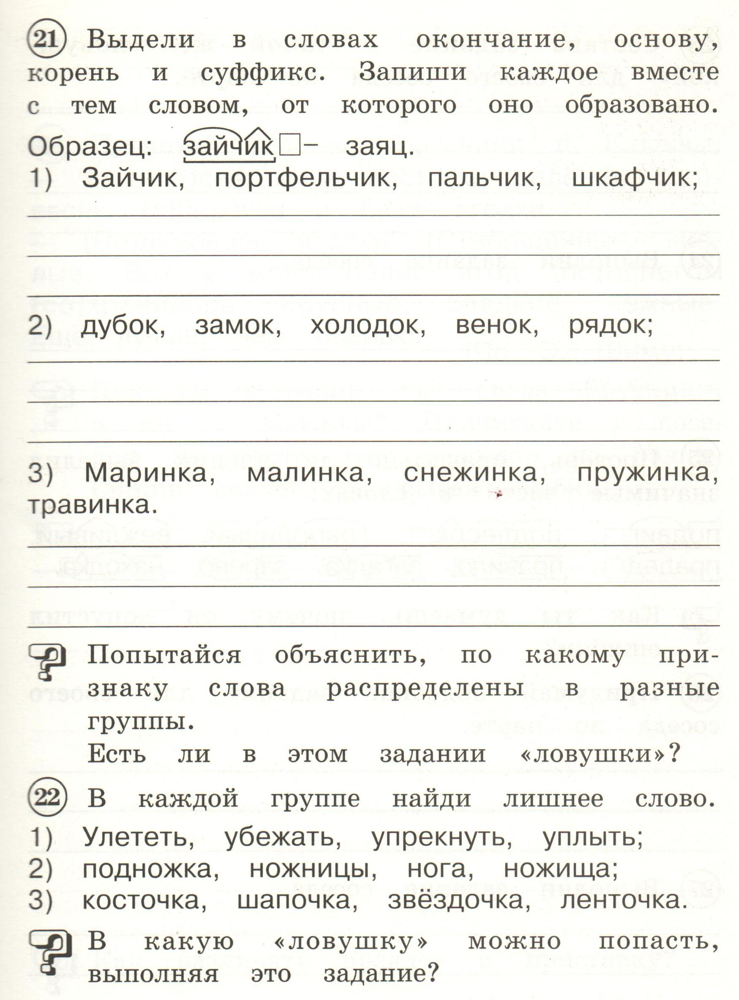 21 Выдели в словах окончание, основу,
корень и суффикс. Запиши каждое вместе
с тем словом, от которого оно образовано.
Образец: зайчик – заяц.
1) Зайчик, портфельчик, пальчик, шкафчик;
2) дубок, замок, холодок, венок, рядок;
3) Маринка, малинка, снежинка, пружинка,
травинка.
? Попытайся объяснить, по какому при-
знаку слова распределены в разные
группы.
Есть ли в этом задании «ловушки»?
22 В каждой группе найди лишнее слово.
1) Улететь, убежать, упрекнуть, уплыть;
2) подножка, ножницы, нога, ножища;
3) косточка, шапочка, звёздочка, ленточка.
? В какую «ловушку» можно попасть,
выполняя это задание?